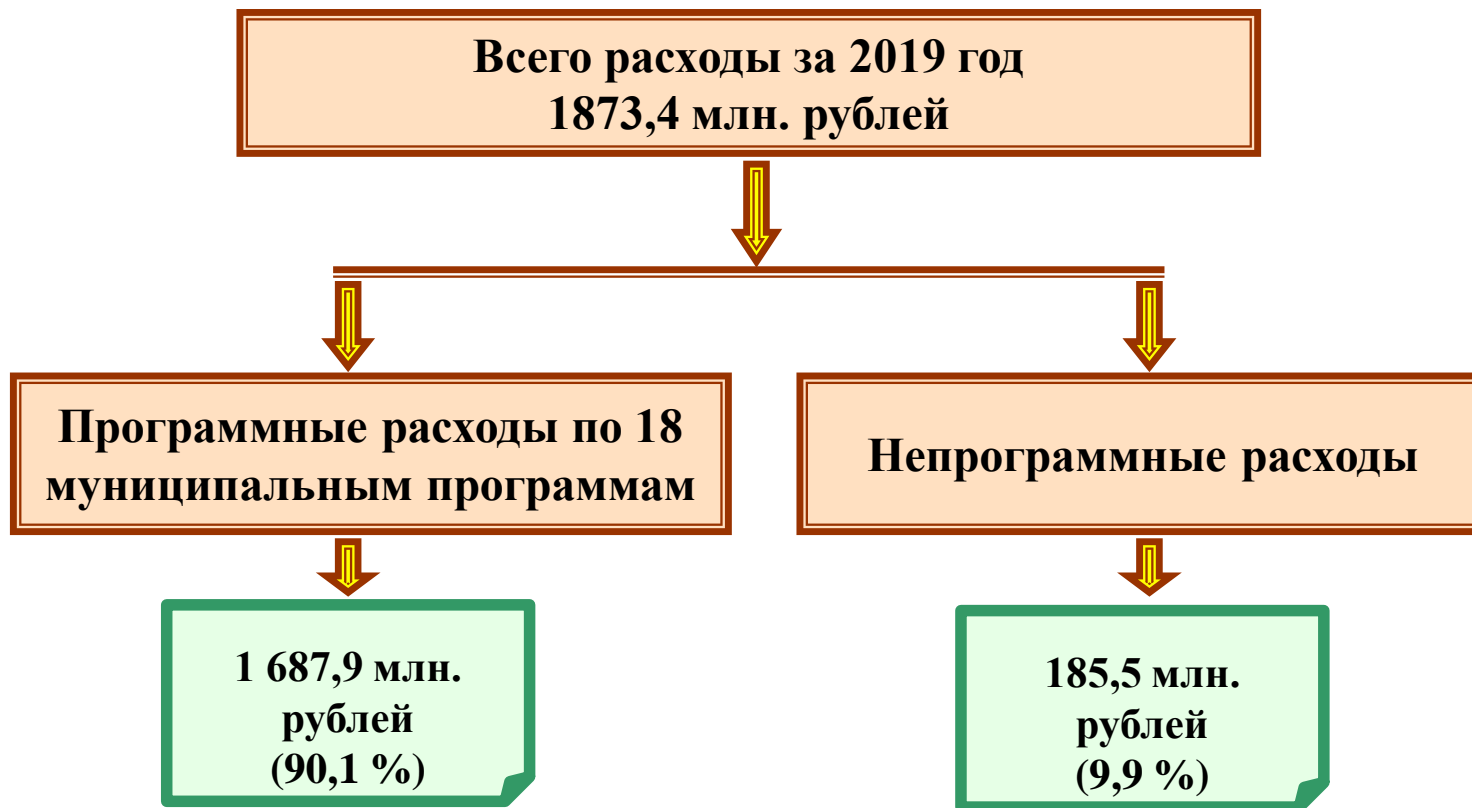 Всего расходы за 2019 год
1873,4 млн. рублей
Программные расходы по 18
муниципальным программам
Непрограммные расходы
1 687,9 млн.
рублей
(90,1 %)
185,5 млн.
рублей
(9,9 %)